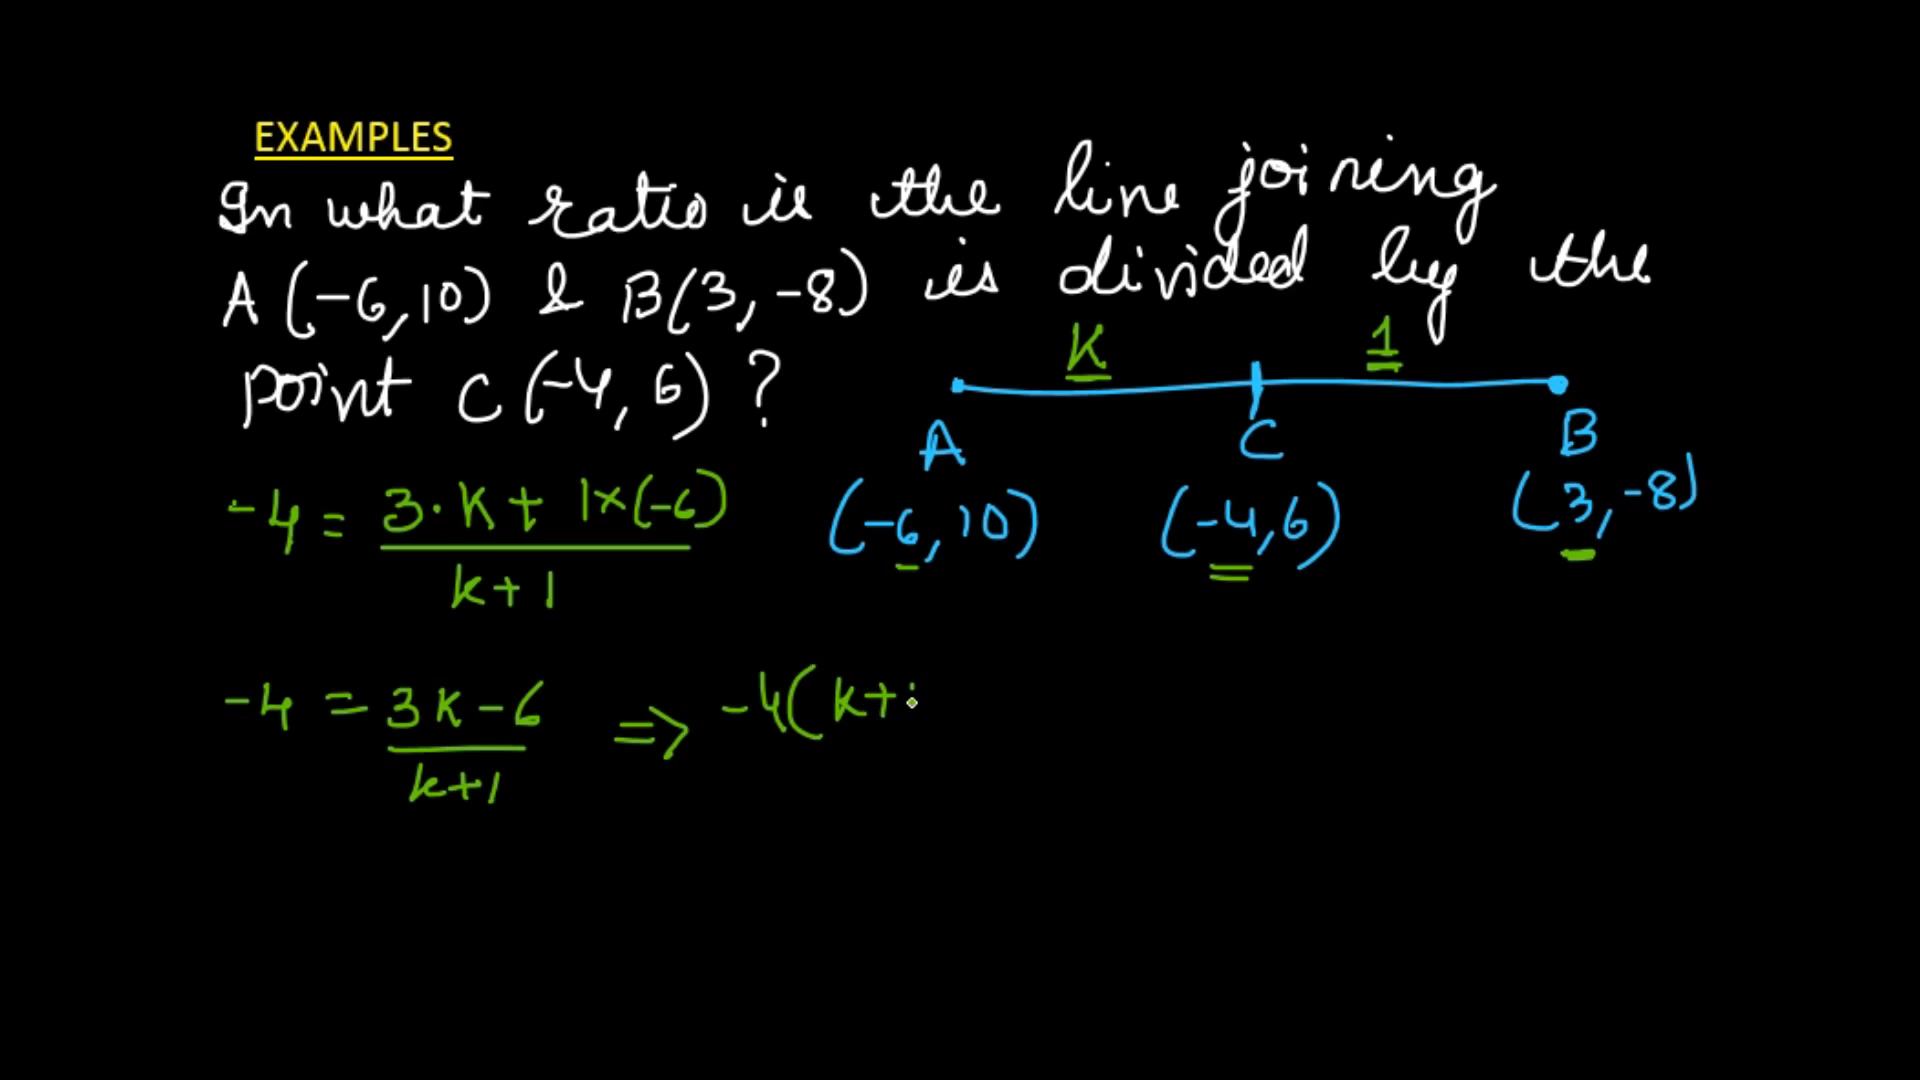 EXAMPLES
In what ratio is the line joining
A (-6, 10) & B(3, -8) is divided by the
point C (-4, 6) ?
K 1
A C B
(-6, 10) (-4, 6) (3, -8)
-4 = 3·K + 1×(-6)
k + 1
-4 = 3K - 6 => -4(k+
k+1